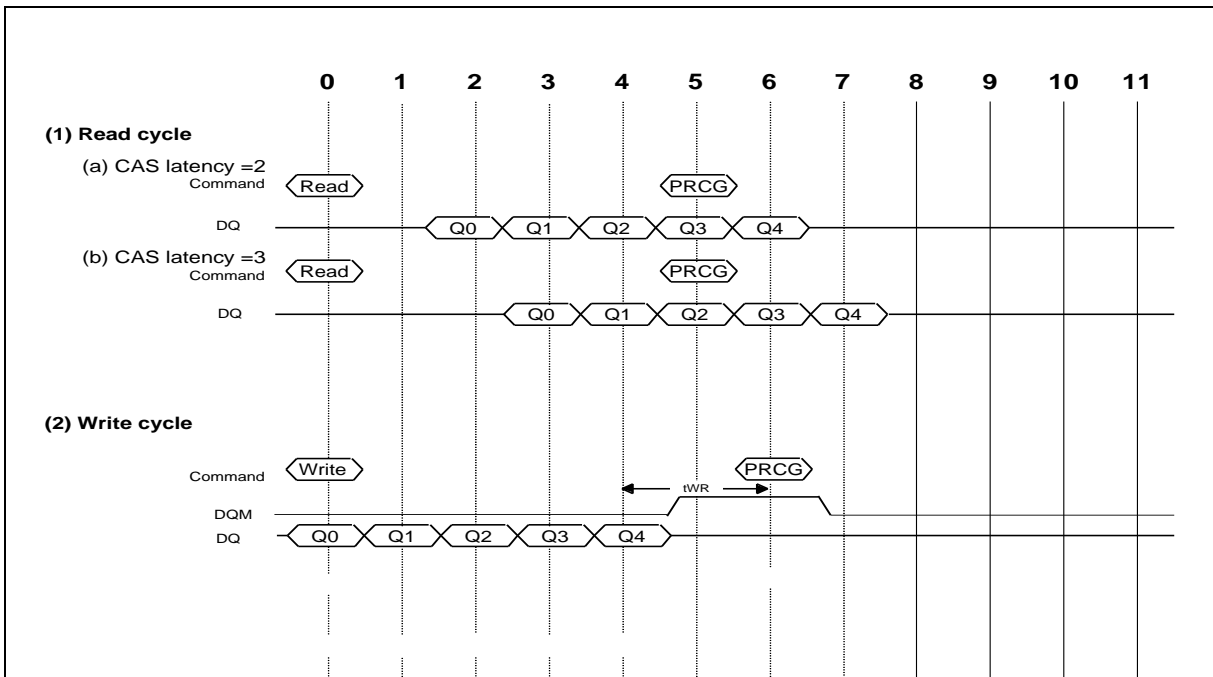 0 1 2 3 4 5 6 7 8 9 10 11
(1) Read cycle
(a) CAS latency =2
Command Read PRCG
DQ Q0 Q1 Q2 Q3 Q4
(b) CAS latency =3
Command Read PRCG
DQ Q0 Q1 Q2 Q3 Q4
(2) Write cycle
Command Write PRCG
tWR
DQM
DQ Q0 Q1 Q2 Q3 Q4